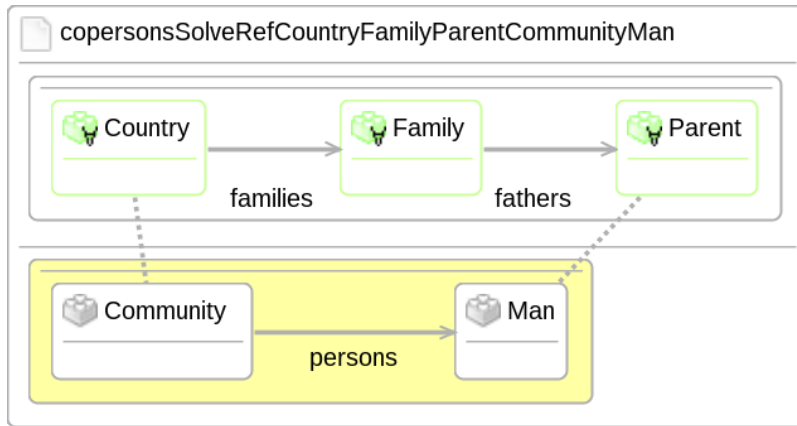 copersonsSolveRefCountryFamilyParentCommunityMan
Country
Family
Parent
families
fathers
Community
Man
persons